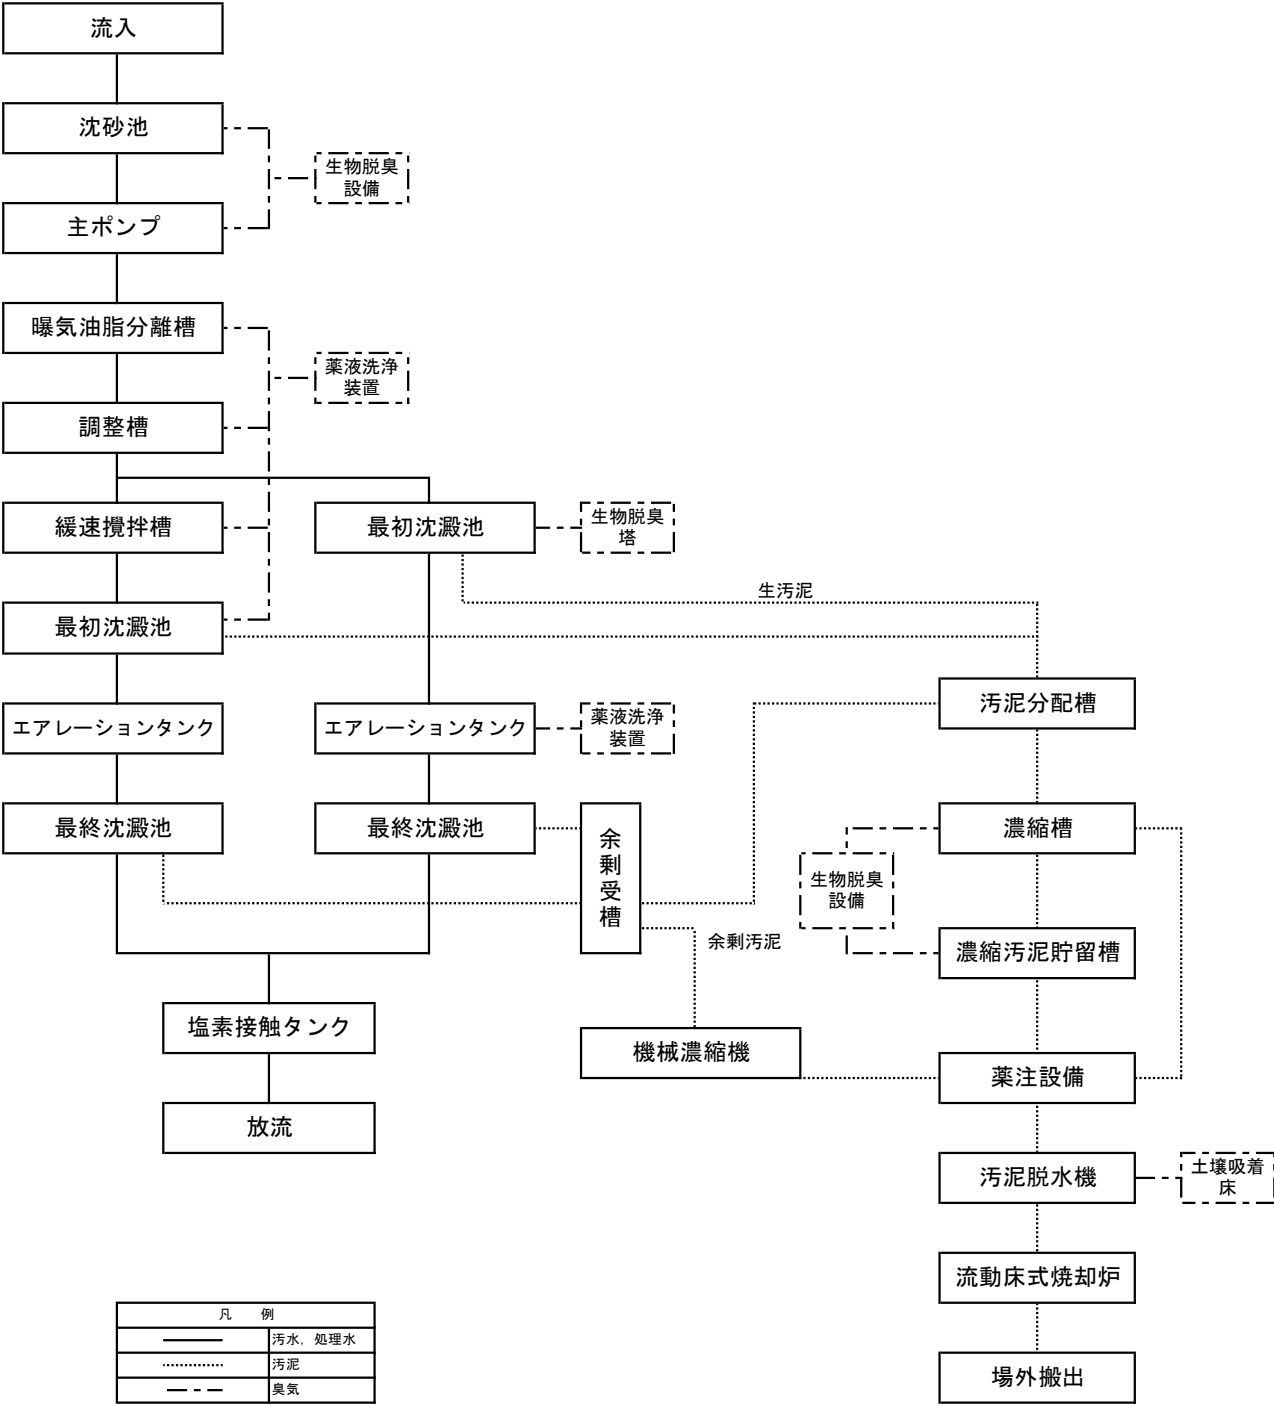 流入
沈砂池
生物脱臭
設備
主ポンプ
曝気油脂分離槽
薬液洗浄
装置
調整槽
緩速攪拌槽
最初沈澱池
生物脱臭
塔
生汚泥
最初沈澱池
汚泥分配槽
エアレーションタンク
エアレーションタンク
薬液洗浄
装置
最終沈澱池
最終沈澱池
余剰受槽
濃縮槽
生物脱臭
設備
余剰汚泥
濃縮汚泥貯留槽
塩素接触タンク
機械濃縮機
薬注設備
放流
汚泥脱水機
土壌吸着
床
流動床式焼却炉
場外搬出
凡 例
汚水, 処理水
汚泥
臭気